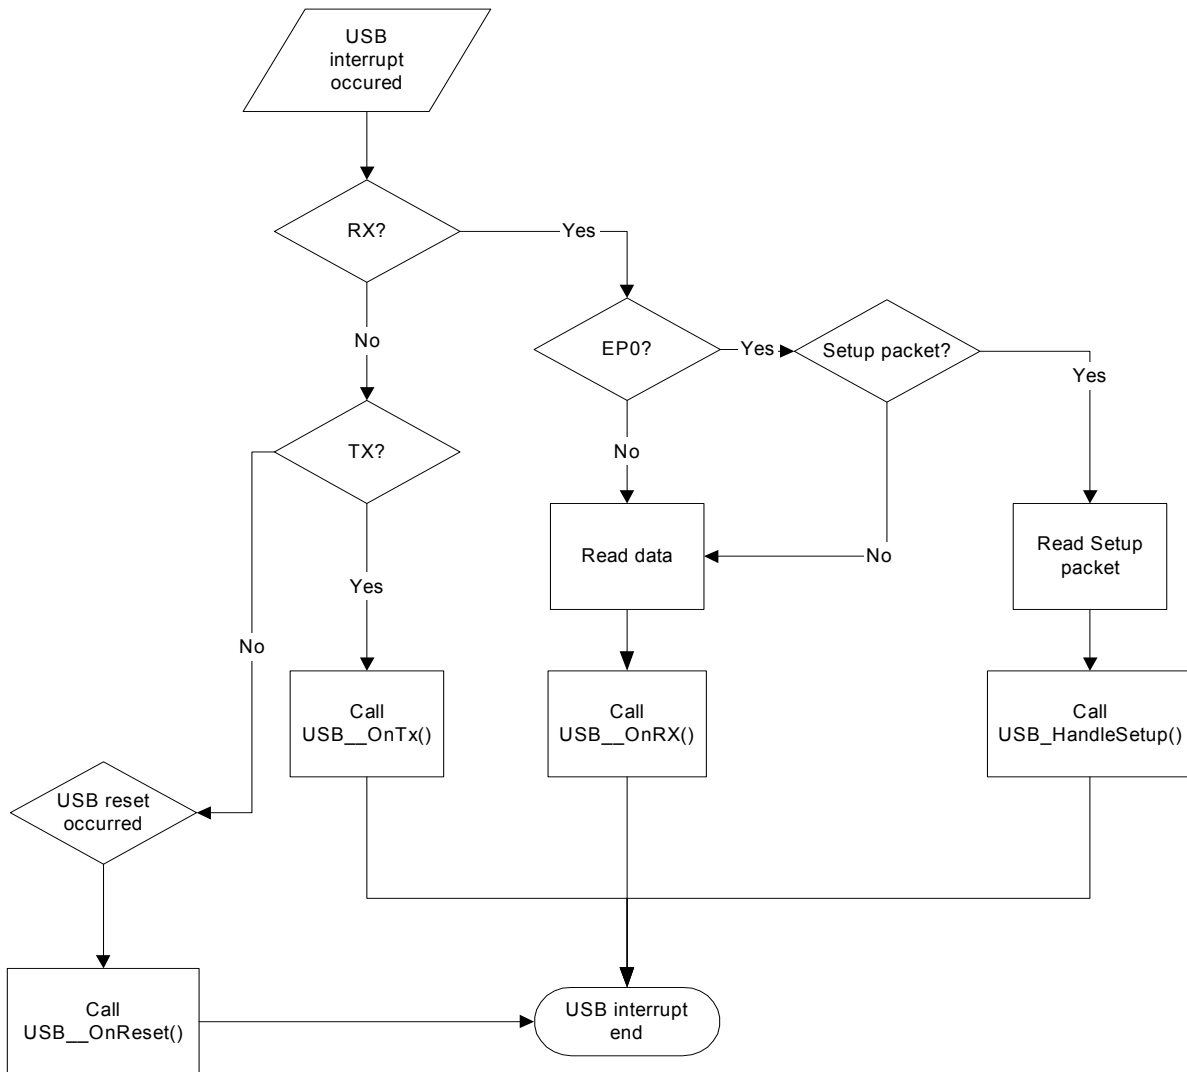 USB
interrupt
occured
RX?
Yes
No
EP0?
Yes
Setup packet?
Yes
TX?
No
No
Read data
No
Read Setup
packet
Yes
No
Call
USB__OnTx()
Call
USB__OnRX()
Call
USB_HandleSetup()
USB reset
occurred
Call
USB__OnReset()
USB interrupt
end